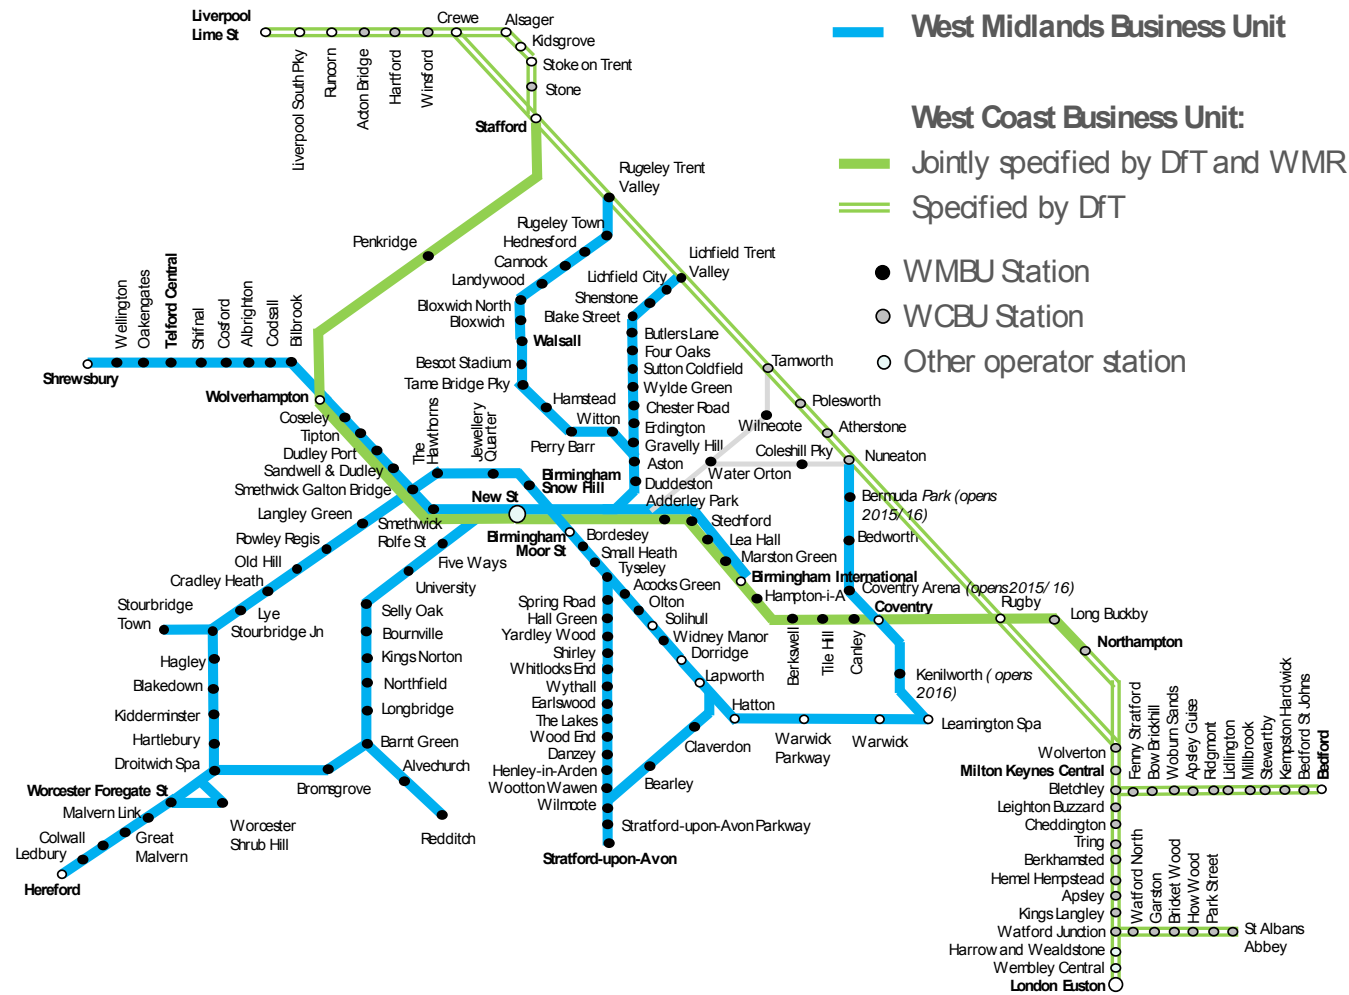 Liverpool
Lime St
Crewe
Alsager
Kidsgrove
Stoke on Trent
Stone
Liverpool South Pky
Runcorn
Acton Bridge
Hartford
Winsford
Stafford
West Midlands Business Unit
West Coast Business Unit:
Jointly specified by DfT and WMR
Specified by DfT
WMBU Station
WCBU Station
Other operator station
Rugeley Trent
Valley
Rugeley Town
Hednesford
Cannock
Landywood
Bloxwich North
Bloxwich
Walsall
Bescot Stadium
Tame Bridge Pky
Hamstead
Perry Barr
Witton
Penkridge
Lichfield Trent
Valley
Lichfield City
Shenstone
Blake Street
Butlers Lane
Four Oaks
Sutton Coldfield
Wylde Green
Chester Road
Erdington
Gravelly Hill
Aston
Duddeston
Wellington
Oakengates
Telford Central
Shifnal
Cosford
Albrighton
Codsall
Bilbrook
Shrewsbury
Wolverhampton
Coseley
Tipton
Dudley Port
Sandwell & Dudley
Smethwick Galton Bridge
Langley Green
Rowley Regis
Old Hill
Cradley Heath
Lye
Stourbridge
Town
Stourbridge Jn
Hagley
Blakedown
Kidderminster
Hartlebury
Droitwich Spa
Worcester Foregate St
Malvern Link
Great
Malvern
Colwall
Ledbury
Hereford
Worcester
Shrub Hill
Bromsgrove
The
Hawthorns
Jewellery
Quarter
Birmingham
Snow Hill
New St
Smethwick
Rolfe St
Birmingham
Moor St
Five Ways
University
Selly Oak
Bournville
Kings Norton
Northfield
Longbridge
Barnt Green
Alvechurch
Redditch
Tamworth
Polesworth
Wilnecote
Atherstone
Coleshill Pky
Water Orton
Nuneaton
Bermuda Park (opens
2015/16)
Bedworth
Coventry Arena (opens2015/16)
Coventry
Adderley Park
Stechford
Lea Hall
Marston Green
Birmingham International
Hampton-i-A
Berkswell
Tile Hill
Canley
Bordesley
Small Heath
Tyseley
Acocks Green
Olton
Solihull
Widney Manor
Dorridge
Lapworth
Hatton
Warwick
Parkway
Warwick
Leamington Spa
Kenilworth ( opens
2016)
Spring Road
Hall Green
Yardley Wood
Shirley
Whitlocks End
Wythall
Earlswood
The Lakes
Wood End
Danzey
Henley-in-Arden
Wootton Wawen
Wilmcote
Claverdon
Bearley
Stratford-upon-Avon Parkway
Stratford-upon-Avon
Rugby
Long Buckby
Northampton
Wolverton
Milton Keynes Central
Bletchley
Fenny Stratford
Bow Brickhill
Woburn Sands
Apsley Guise
Ridgmont
Lidlington
Millbrook
Stewartby
Kempston Hardwick
Bedford St Johns
Bedford
Leighton Buzzard
Cheddington
Tring
Berkhamsted
Hemel Hempstead
Apsley
Kings Langley
Watford Junction
Watford North
Garston
Bricket Wood
How Wood
Park Street
St Albans
Abbey
Harrow and Wealdstone
Wembley Central
London Euston